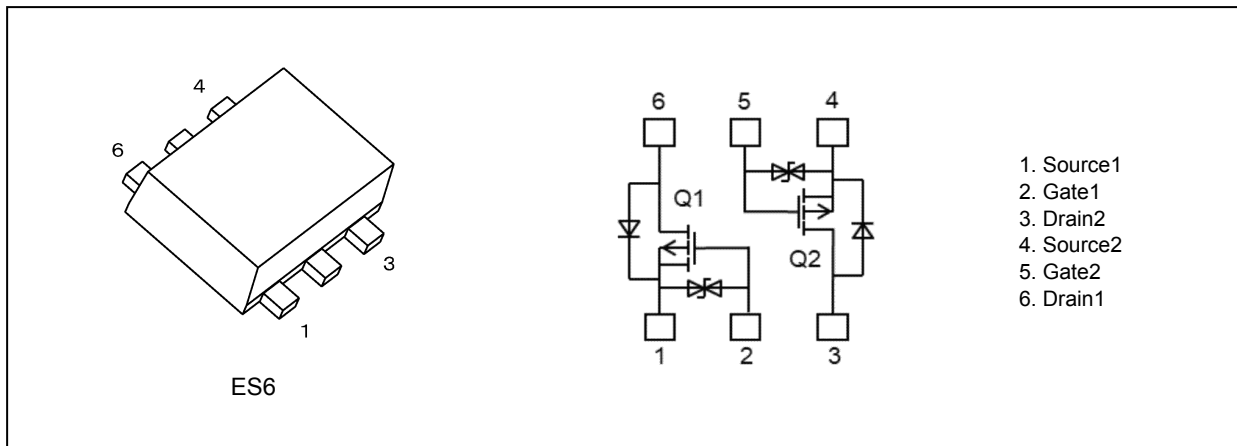 4
6
3
1
ES6
6 5 4
Q1
Q2
1 2 3
1. Source1
2. Gate1
3. Drain2
4. Source2
5. Gate2
6. Drain1